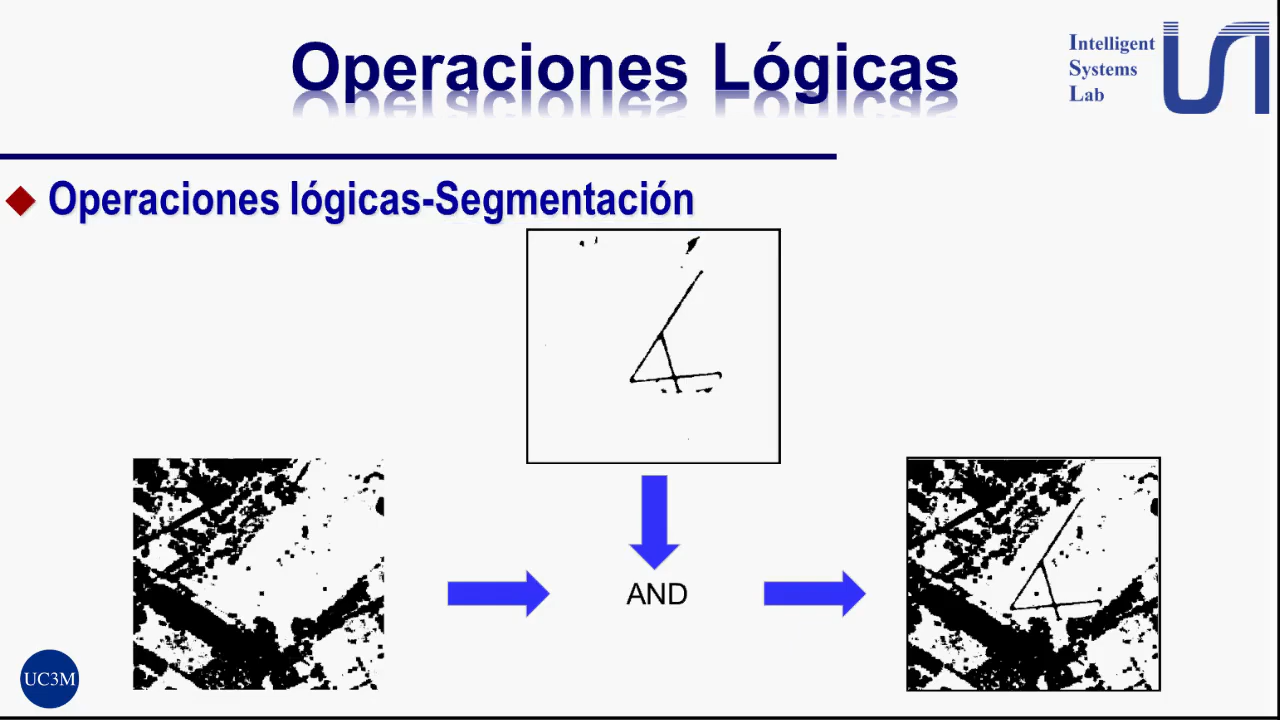 Operaciones Lógicas
Intelligent
Systems
Lab
Operaciones lógicas-Segmentación
AND
UC3M